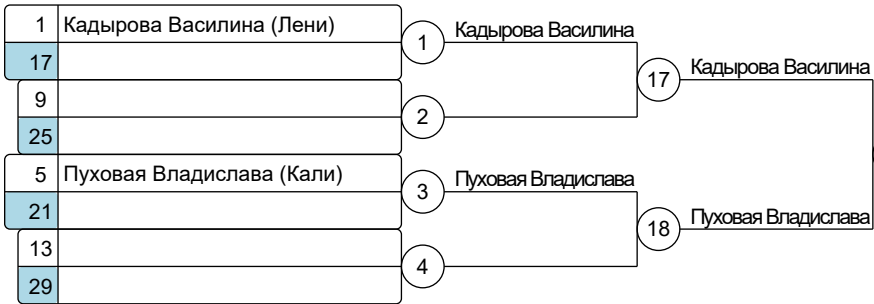 1 Кадырова Василина (Лени)
17
1 Кадырова Василина
9
25
2
17 Кадырова Василина
5 Пуховая Владислава (Кали)
21
3 Пуховая Владислава
13
29
4
18 Пуховая Владислава